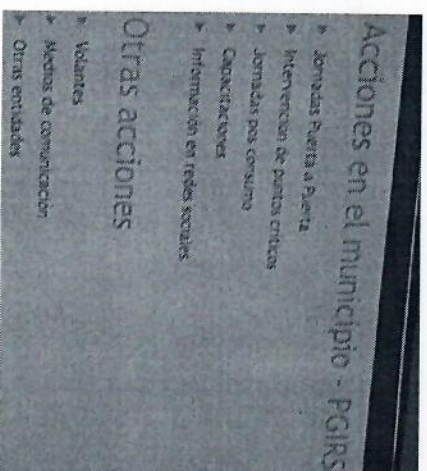 Acciones en el municipio - PGIRS
Jornadas Puerta a Puerta
Intervención de puntos críticos
Jornadas pos consumo
Capacitaciones
Información en redes sociales
Otras acciones
Volantes
Medios de comunicación
Otras entidades